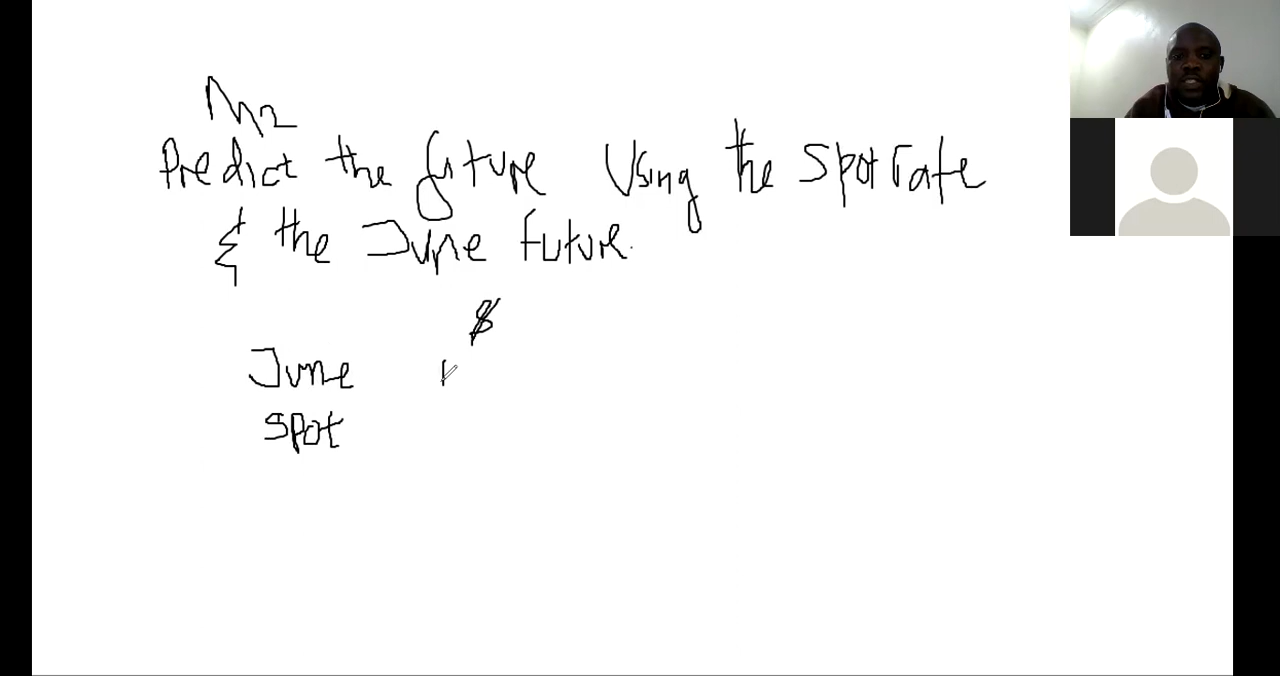 M2
Predict the future Using the Spot rate
& the June future.
$
June
Spot